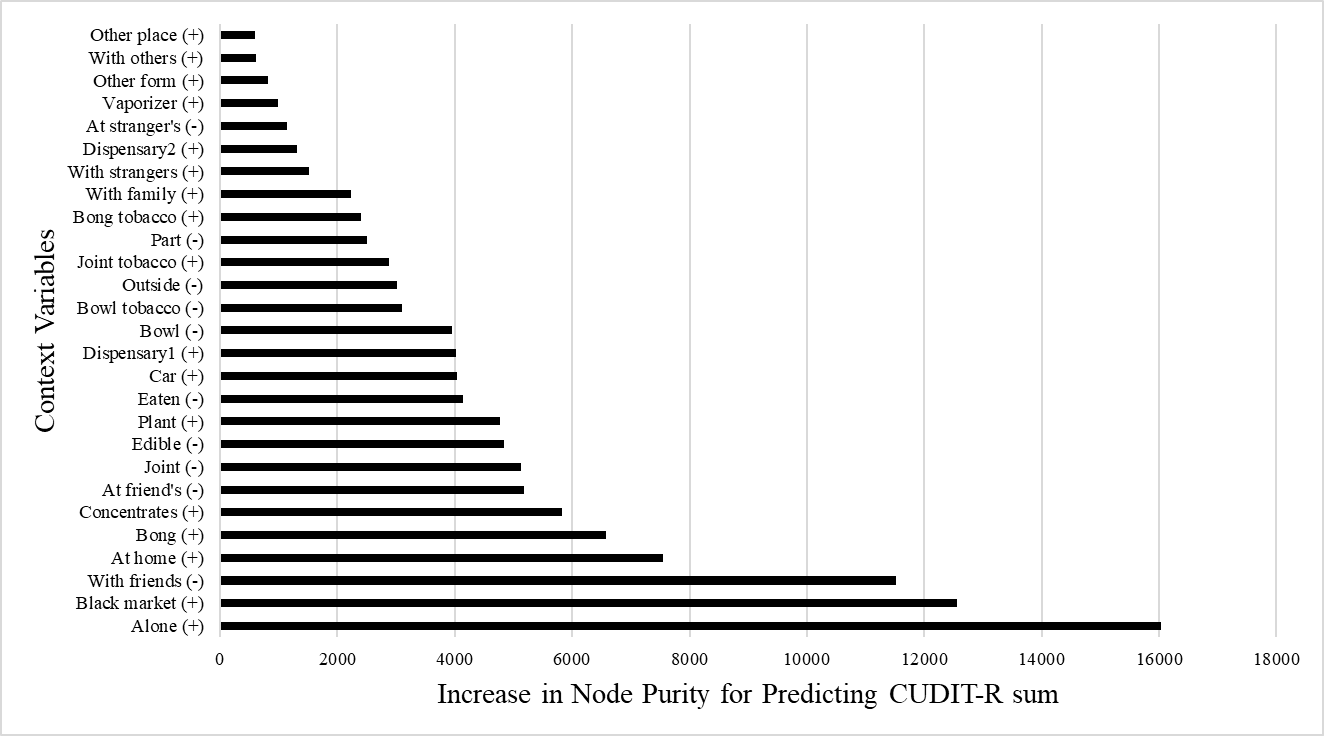 Other place (+)
With others (+)
Other form (+)
Vaporizer (+)
At stranger's (-)
Dispensary2 (+)
With strangers (+)
With family (+)
Bong tobacco (+)
Part (-)
Joint tobacco (+)
Outside (-)
Bowl tobacco (-)
Bowl (-)
Dispensary1 (+)
Car (+)
Eaten (-)
Plant (+)
Edible (-)
Joint (-)
At friend's (-)
Concentrates (+)
Bong (+)
At home (+)
With friends (-)
Black market (+)
Alone (+)
Context Variables
0 2000 4000 6000 8000 10000 12000 14000 16000 18000
Increase in Node Purity for Predicting CUDIT-R sum